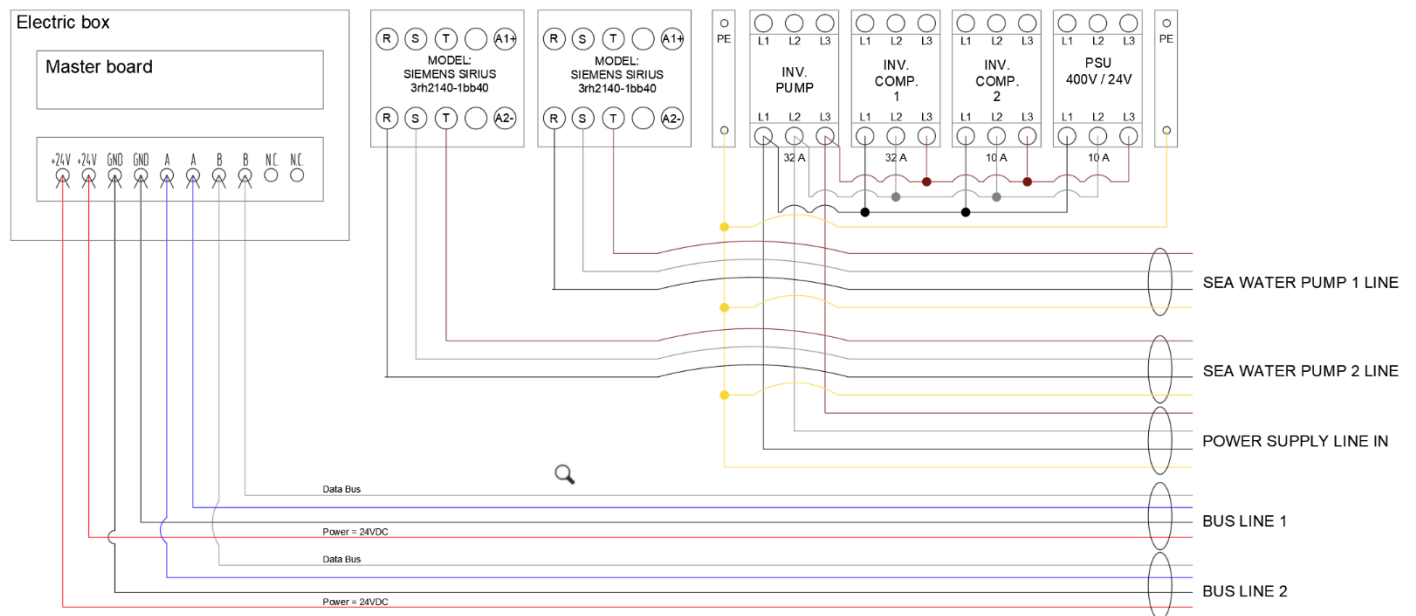 Electric box
Master board
+24V +24V GND GND A A B B N.C. N.C.
R S T A1+
MODEL:
SIEMENS SIRIUS
3rh2140-1bb40
R S T A2-
R S T A1+
MODEL:
SIEMENS SIRIUS
3rh2140-1bb40
R S T A2-
PE
L1 L2 L3
INV.
PUMP
L1 L2 L3
32 A
L1 L2 L3
INV.
COMP.
1
L1 L2 L3
32 A
L1 L2 L3
INV.
COMP.
2
L1 L2 L3
10 A
L1 L2 L3
PSU
400V / 24V
L1 L2 L3
10 A
PE
SEA WATER PUMP 1 LINE
SEA WATER PUMP 2 LINE
POWER SUPPLY LINE IN
Data Bus
BUS LINE 1
Power = 24VDC
Data Bus
BUS LINE 2
Power = 24VDC